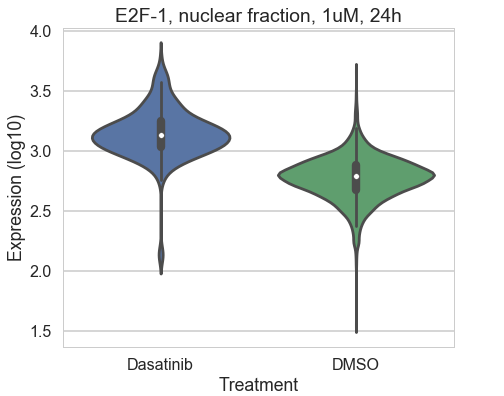 E2F-1, nuclear fraction, 1uM, 24h
4.0
3.5
3.0
2.5
2.0
1.5
Expression (log10)
Dasatinib DMSO
Treatment